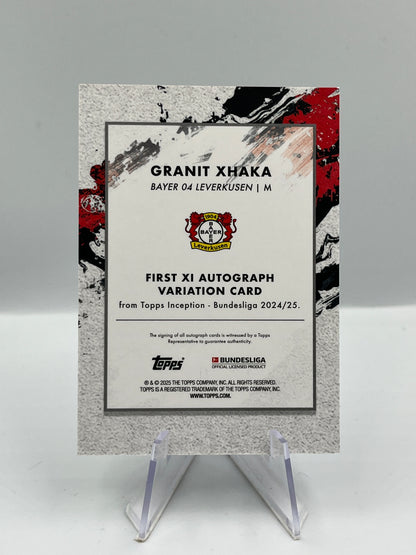 GRANIT XHAKA
BAYER 04 LEVERKUSEN | M
1904
BAYER
BAYER
Leverkusen
FIRST XI AUTOGRAPH
VARIATION CARD
from Topps Inception - Bundesliga 2024/25.
The signing of all autograph cards is witnessed by a Topps
Representative to guarantee authenticity.
Topps
BUNDESLIGA
OFFICIAL LICENSED PRODUCT
® & © 2025 THE TOPPS COMPANY, INC. ALL RIGHTS RESERVED.
TOPPS IS A REGISTERED TRADEMARK OF THE TOPPS COMPANY, INC.
WWW.TOPPS.COM.